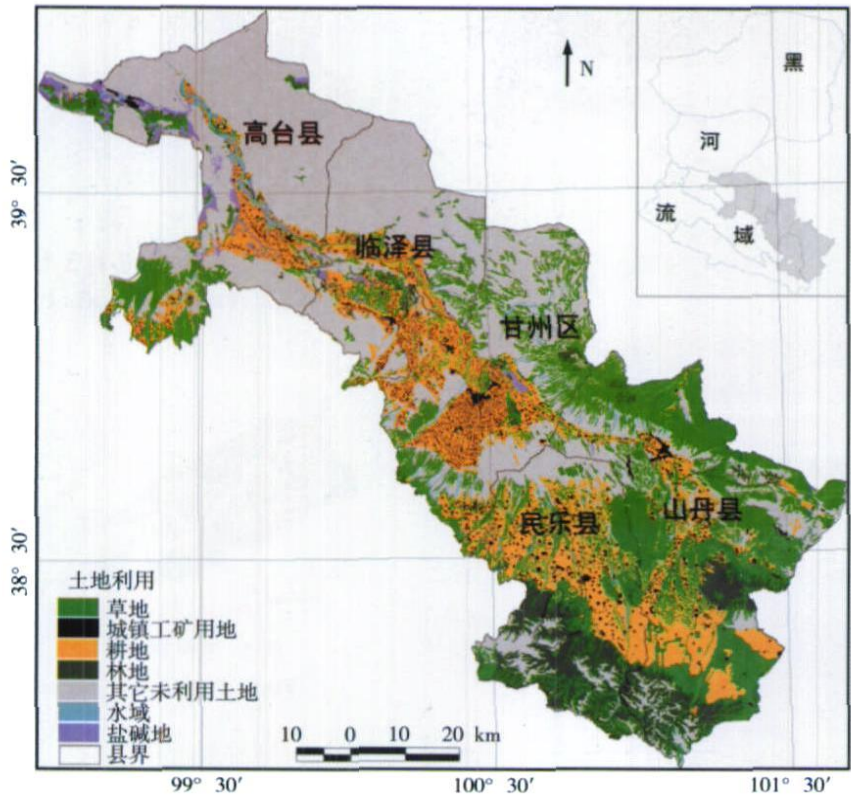 N
黑
河
流
域
高台县
临泽县
甘州区
民乐县
山丹县
39° 30′
38° 30′
土地利用
草地
城镇工矿用地
耕地
林地
其它未利用土地
水域
盐碱地
县界
10 0 10 20 km
99° 30′
100° 30′
101° 30′